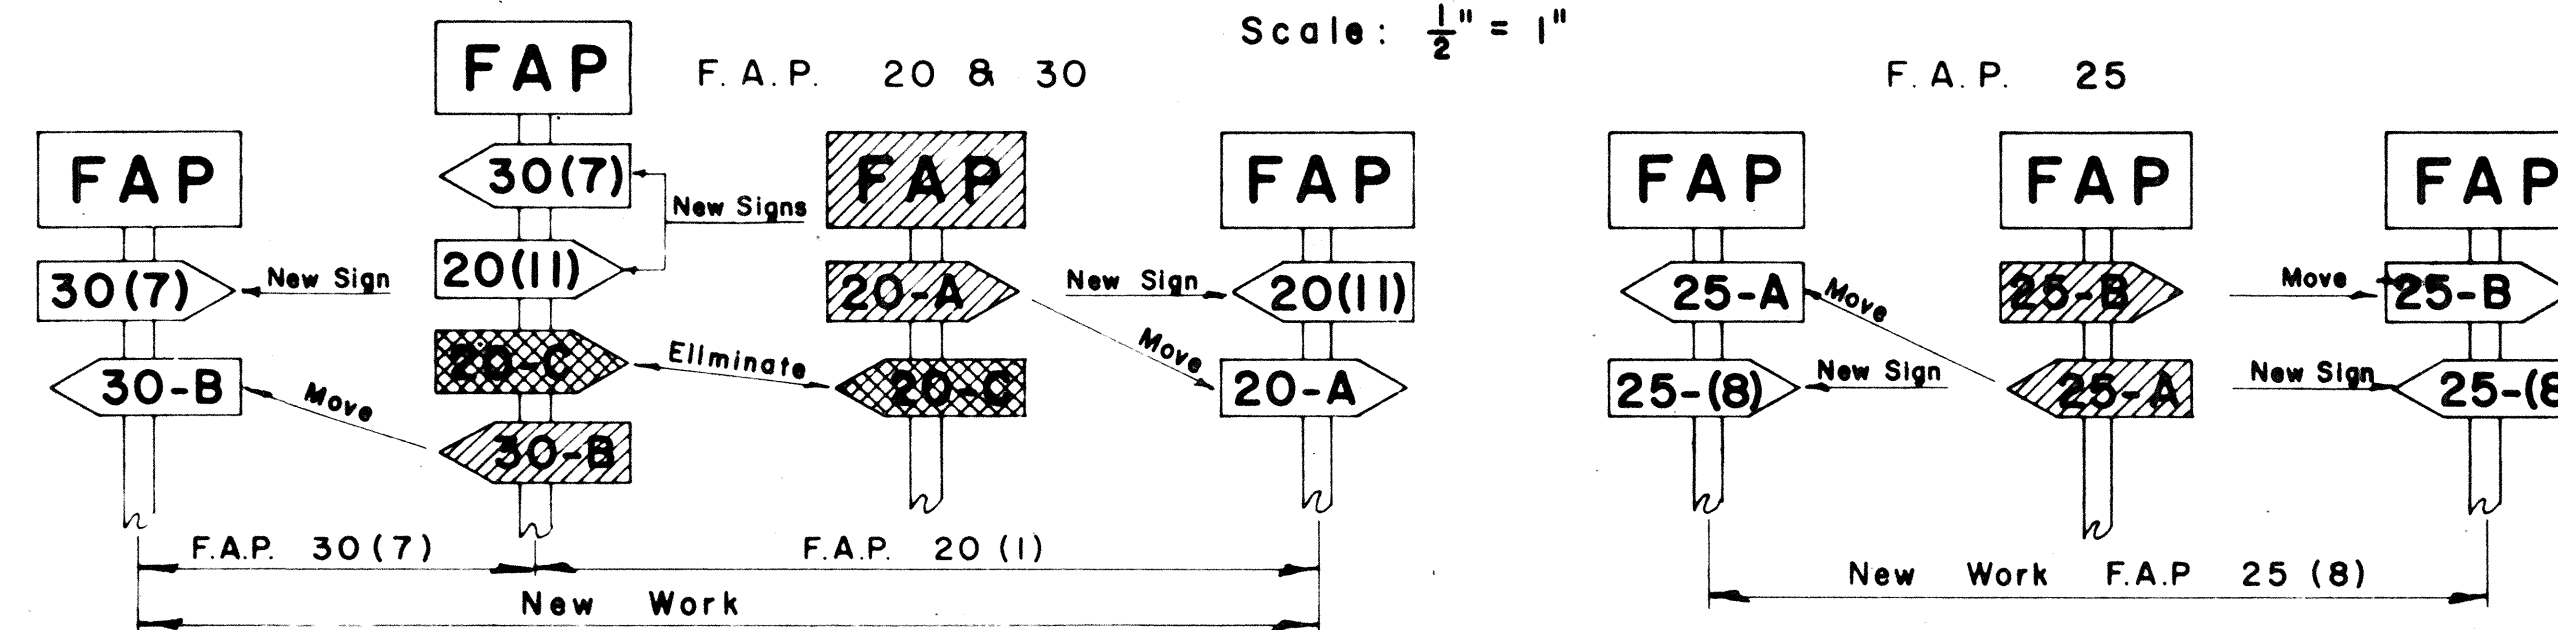 Scale: 1/2" = 1"
F.A.P. 20 & 30
F.A.P. 25
FAP
30(7)
New Sign
30-B
Move
FAP
30(7)
20(11)
New Signs
20-C
Eliminate
30-B
FAP
20-A
20-C
New Sign
Move
FAP
20(11)
20-A
F.A.P. 30(7)
F.A.P. 20 (1)
New Work
FAP
25-A
Move
25-(8)
New Sign
FAP
25-B
25-A
Move
New Sign
FAP
25-B
25-(8
New Work F.A.P 25 (8)